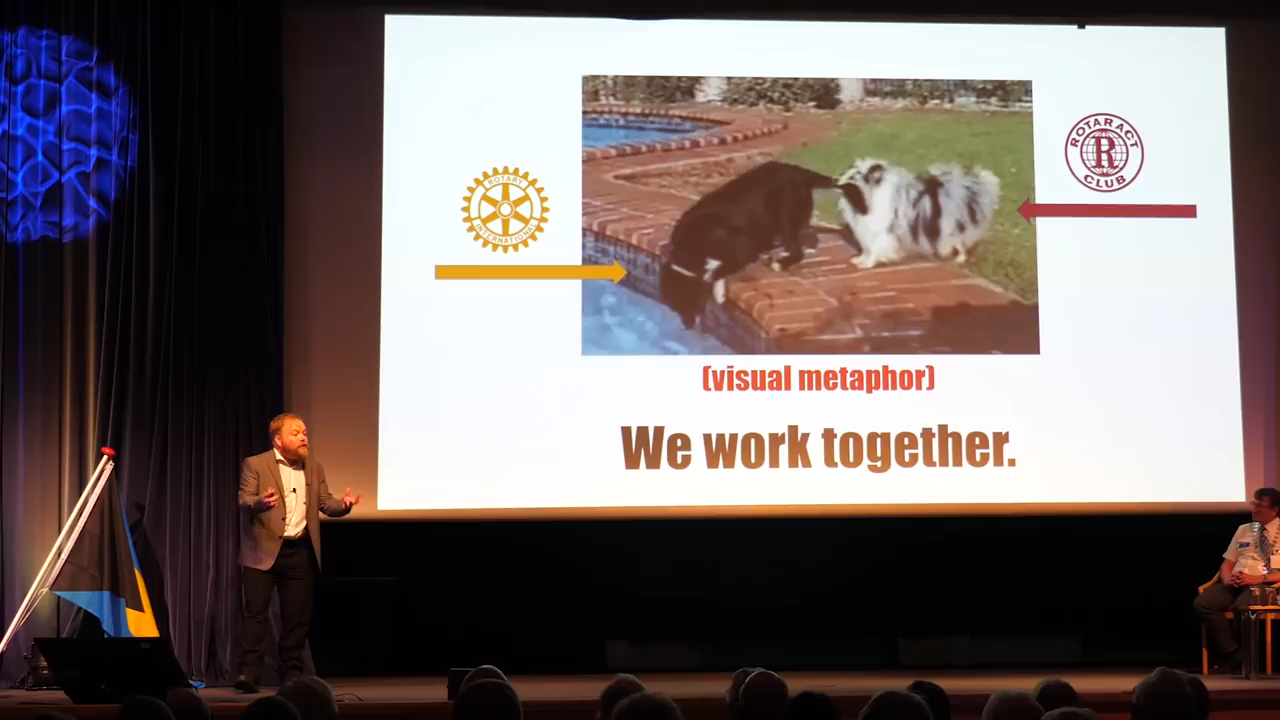 ROTARY
INTERNATIONAL
ROTARACT
R
CLUB
(visual metaphor)
We work together.